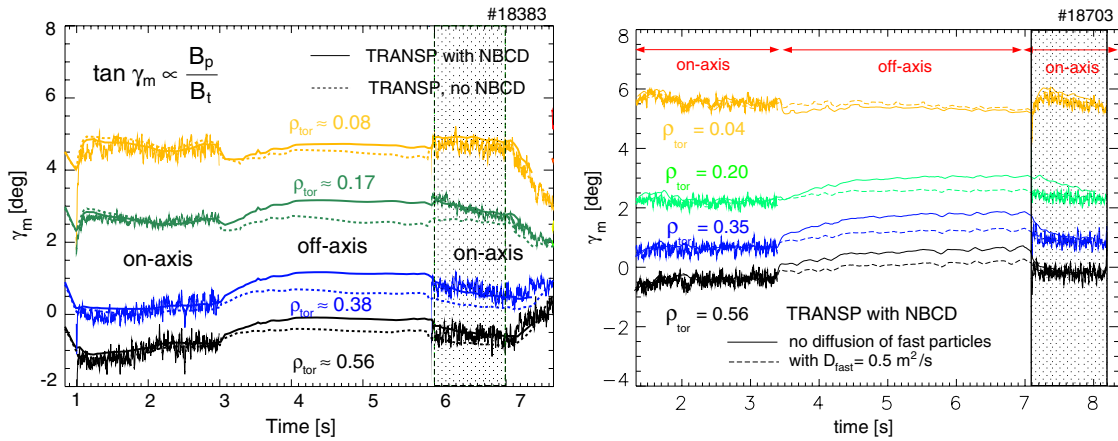 #18383
8
6
4
2
0
-2
γm [deg]
tan γm ∝ Bp / Bt
TRANSP with NBCD
TRANSP, no NBCD
ρtor ≈ 0.08
ρtor ≈ 0.17
on-axis
off-axis
on-axis
ρtor ≈ 0.38
ρtor ≈ 0.56
1 2 3 4 5 6 7
Time [s]
#18703
8
6
4
2
0
−2
−4
γm [deg]
on-axis
off-axis
on-axis
ρtor = 0.04
ρtor = 0.20
ρtor = 0.35
ρtor = 0.56
TRANSP with NBCD
no diffusion of fast particles
with Dfast= 0.5 m²/s
2 3 4 5 6 7 8
time [s]